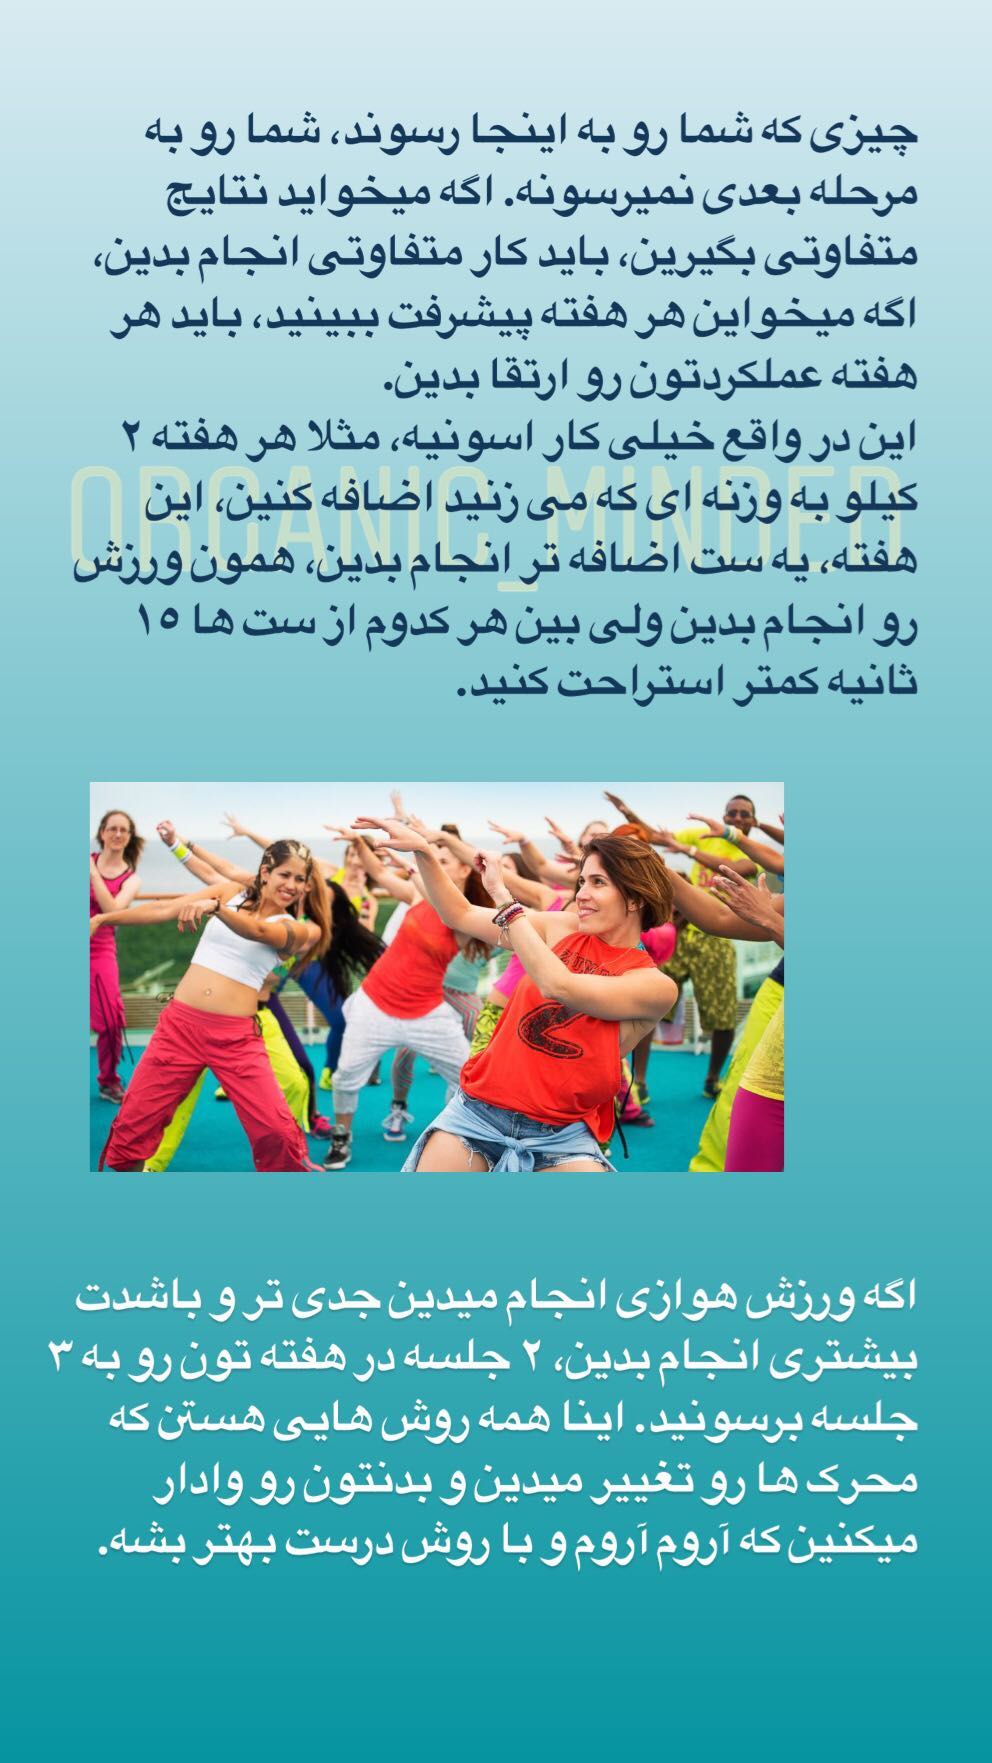 چیزی که شما رو به اینجا رسوند، شما رو به
مرحله بعدی نمیرسونه. اگه میخواید نتایج
متفاوتی بگیرین، باید کار متفاوتی انجام بدین،
اگه میخواین هر هفته پیشرفت ببینید، باید هر
هفته عملکردتون رو ارتقا بدین.
این در واقع خیلی کار اسونیه، مثلا هر هفته ۲
کیلو به وزنه ای که می زنید اضافه کنین، این
هفته، یه ست اضافه تر انجام بدین، همون ورزش
رو انجام بدین ولی بین هر کدوم از ست ها ۱۵
ثانیه کمتر استراحت کنید.
ORGANIC_MINDED
اگه ورزش هوازی انجام میدین جدی تر و باشدت
بیشتری انجام بدین، ۲ جلسه در هفته تون رو به ۳
جلسه برسونید. اینا همه روش هایی هستن که
محرک ها رو تغییر میدین و بدنتون رو وادار
میکنین که آروم آروم و با روش درست بهتر بشه.